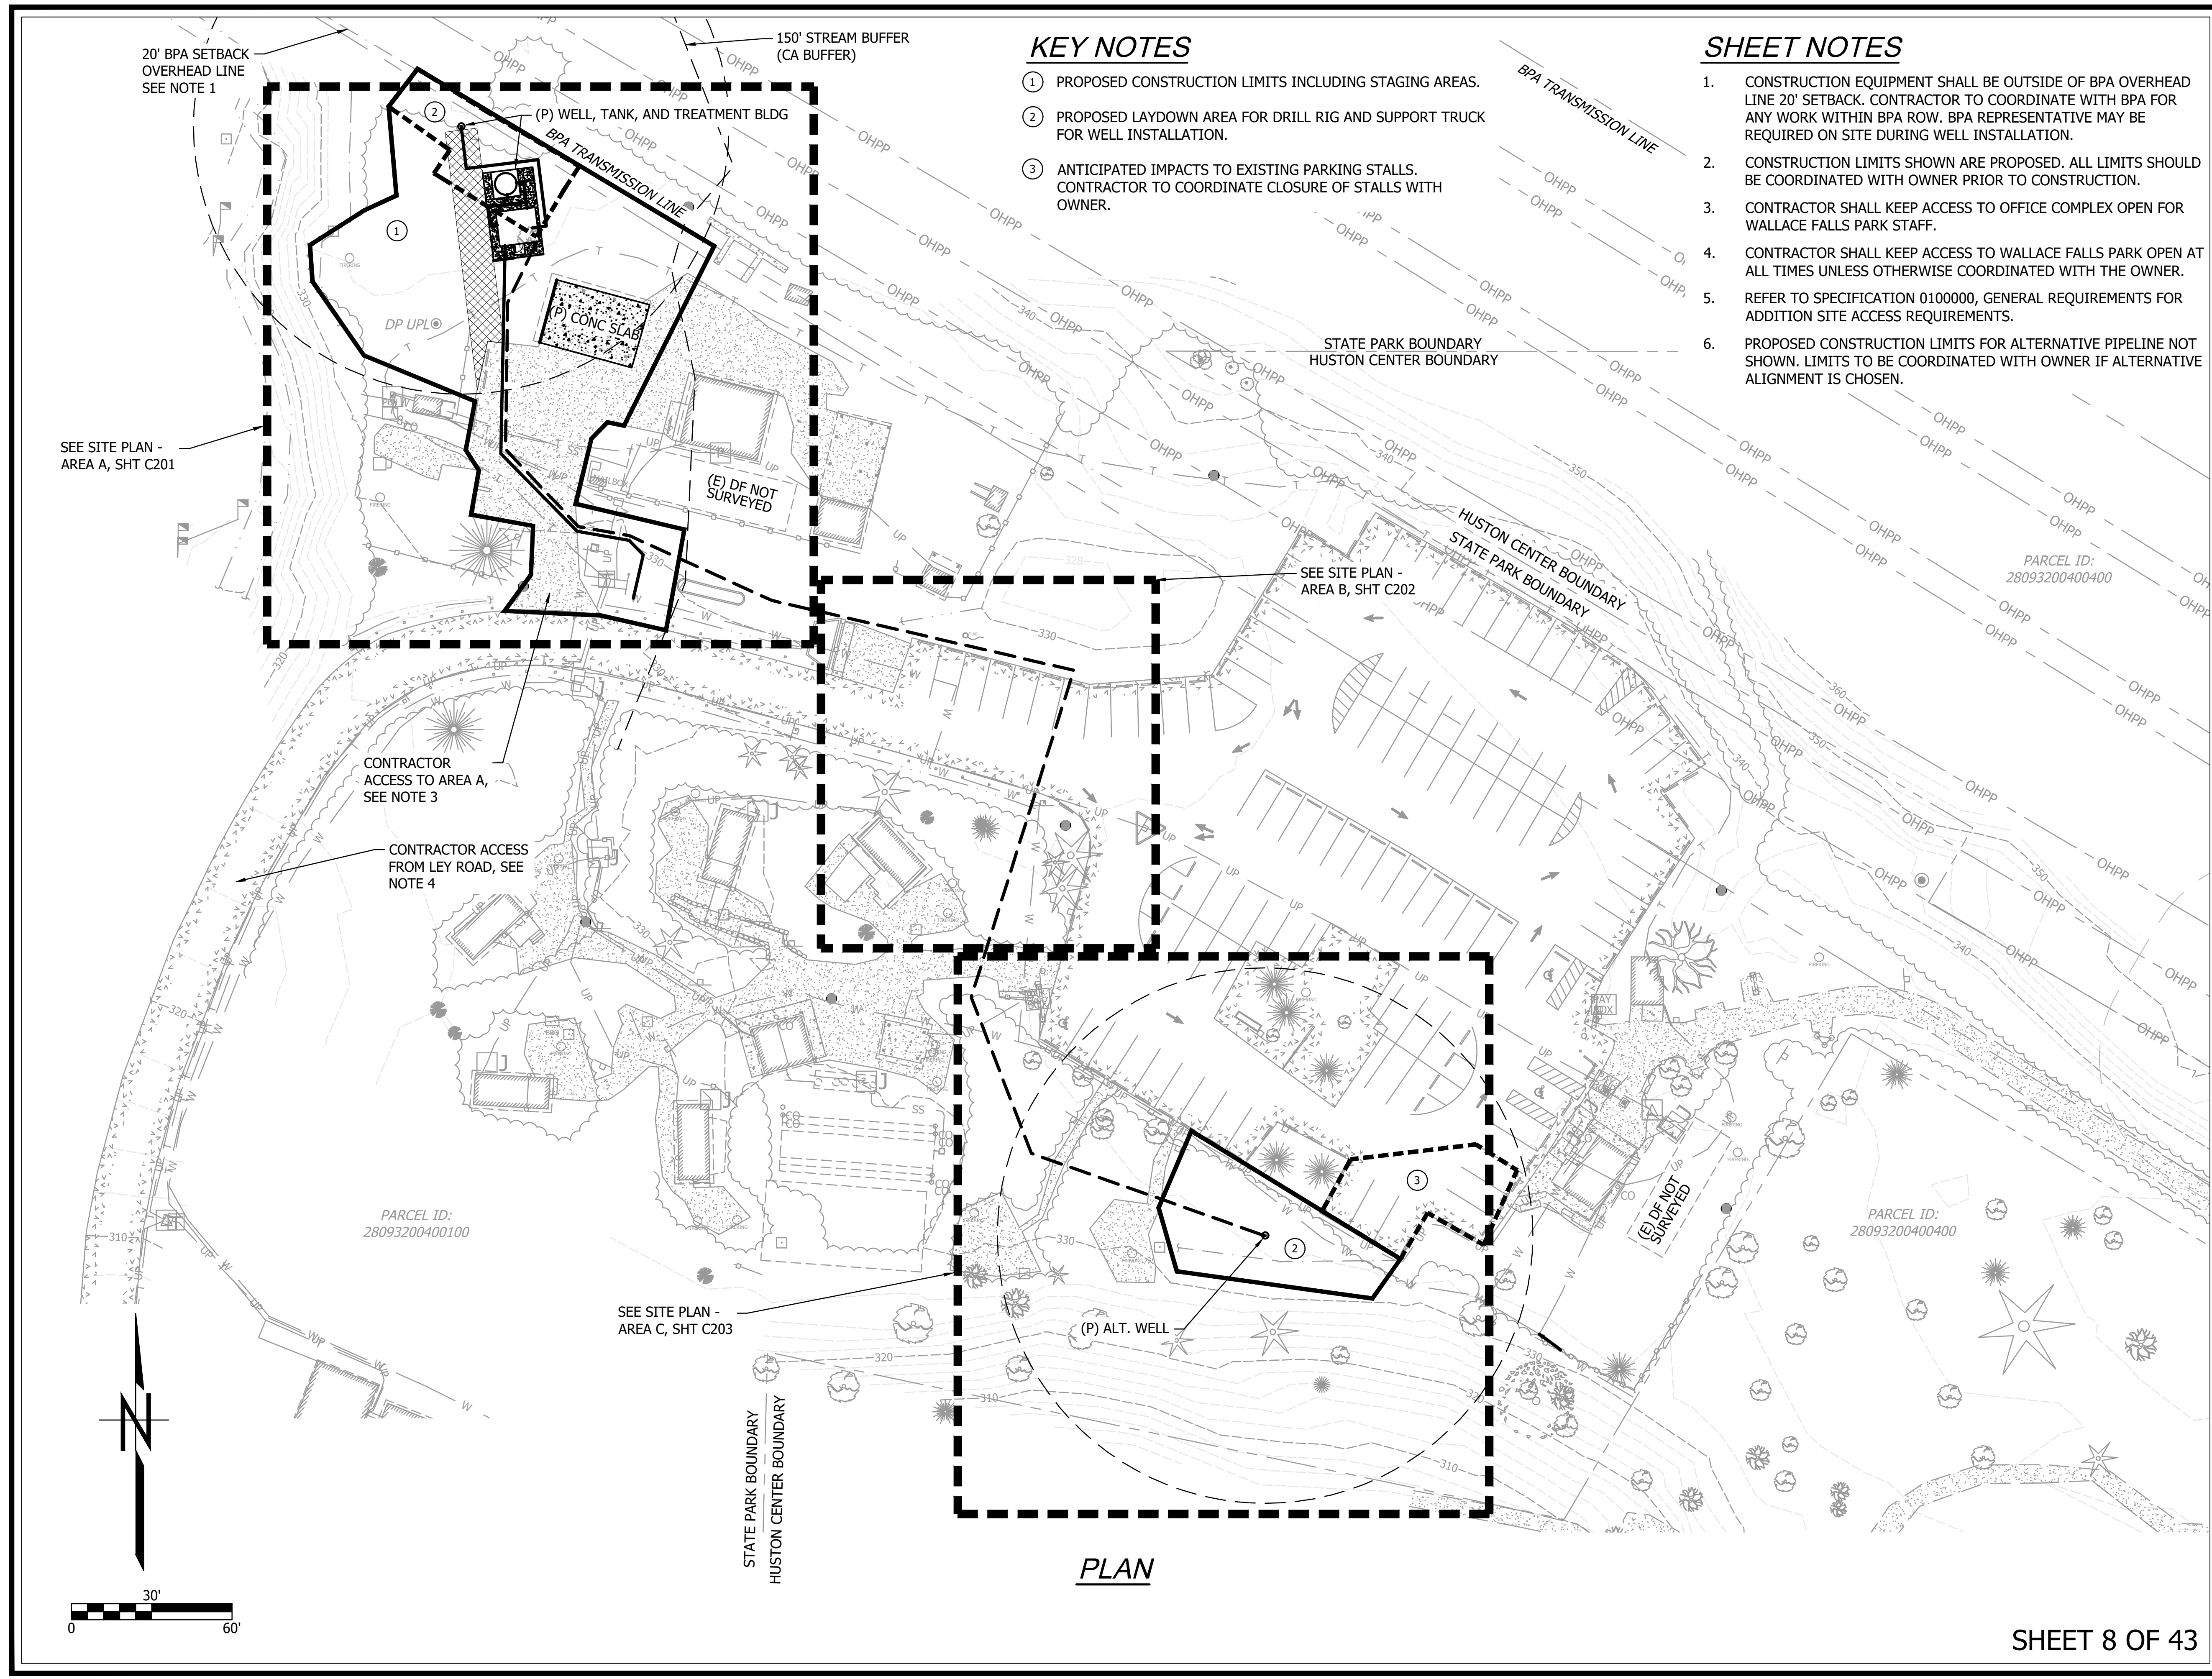 20' BPA SETBACK
OVERHEAD LINE
SEE NOTE 1
150' STREAM BUFFER
(CA BUFFER)
KEY NOTES
1 PROPOSED CONSTRUCTION LIMITS INCLUDING STAGING AREAS.
2 PROPOSED LAYDOWN AREA FOR DRILL RIG AND SUPPORT TRUCK
FOR WELL INSTALLATION.
3 ANTICIPATED IMPACTS TO EXISTING PARKING STALLS.
CONTRACTOR TO COORDINATE CLOSURE OF STALLS WITH
OWNER.
SHEET NOTES
1. CONSTRUCTION EQUIPMENT SHALL BE OUTSIDE OF BPA OVERHEAD
LINE 20' SETBACK. CONTRACTOR TO COORDINATE WITH BPA FOR
ANY WORK WITHIN BPA ROW. BPA REPRESENTATIVE MAY BE
REQUIRED ON SITE DURING WELL INSTALLATION.
2. CONSTRUCTION LIMITS SHOWN ARE PROPOSED. ALL LIMITS SHOULD
BE COORDINATED WITH OWNER PRIOR TO CONSTRUCTION.
3. CONTRACTOR SHALL KEEP ACCESS TO OFFICE COMPLEX OPEN FOR
WALLACE FALLS PARK STAFF.
4. CONTRACTOR SHALL KEEP ACCESS TO WALLACE FALLS PARK OPEN AT
ALL TIMES UNLESS OTHERWISE COORDINATED WITH THE OWNER.
5. REFER TO SPECIFICATION 0100000, GENERAL REQUIREMENTS FOR
ADDITION SITE ACCESS REQUIREMENTS.
6. PROPOSED CONSTRUCTION LIMITS FOR ALTERNATIVE PIPELINE NOT
SHOWN. LIMITS TO BE COORDINATED WITH OWNER IF ALTERNATIVE
ALIGNMENT IS CHOSEN.
BPA TRANSMISSION LINE
2
(P) WELL, TANK, AND TREATMENT BLDG
BPA TRANSMISSION LINE
1
DP UPL
(P) CONC SLAB
STATE PARK BOUNDARY
HUSTON CENTER BOUNDARY
SEE SITE PLAN -
AREA A, SHT C201
MAILBOX
(E) DF NOT
SURVEYED
HUSTON CENTER BOUNDARY
STATE PARK BOUNDARY
PARCEL ID:
28093200400400
SEE SITE PLAN -
AREA B, SHT C202
CONTRACTOR
ACCESS TO AREA A,
SEE NOTE 3
CONTRACTOR ACCESS
FROM LEY ROAD, SEE
NOTE 4
3
2
(E) DF NOT
SURVEYED
PARCEL ID:
28093200400100
PARCEL ID:
28093200400400
SEE SITE PLAN -
AREA C, SHT C203
(P) ALT. WELL
STATE PARK BOUNDARY
HUSTON CENTER BOUNDARY
N
PLAN
30'
0 60'
SHEET 8 OF 43